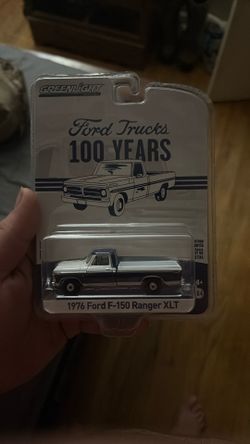 GREENLIGHT
Ford Trucks
100 YEARS
1976 Ford F-150 Ranger XLT